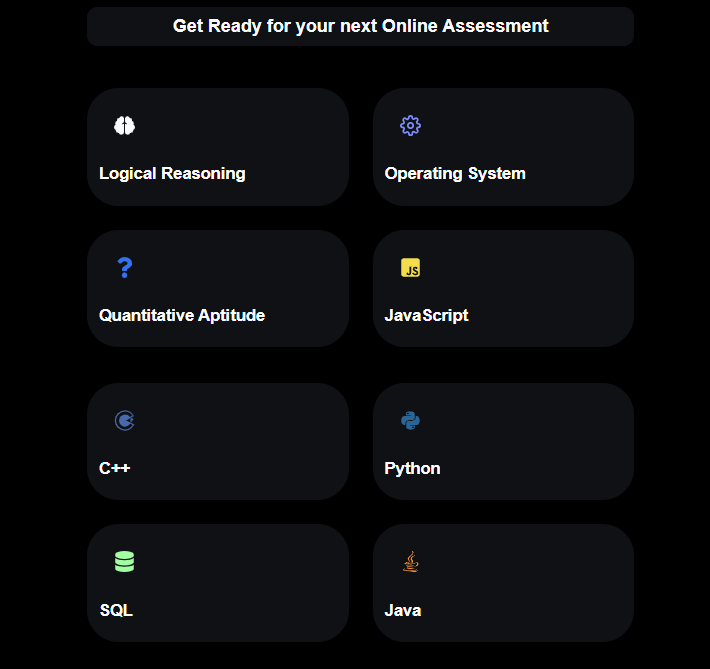 Get Ready for your next Online Assessment
Logical Reasoning
Operating System
Quantitative Aptitude
JS
JavaScript
C++
Python
SQL
Java